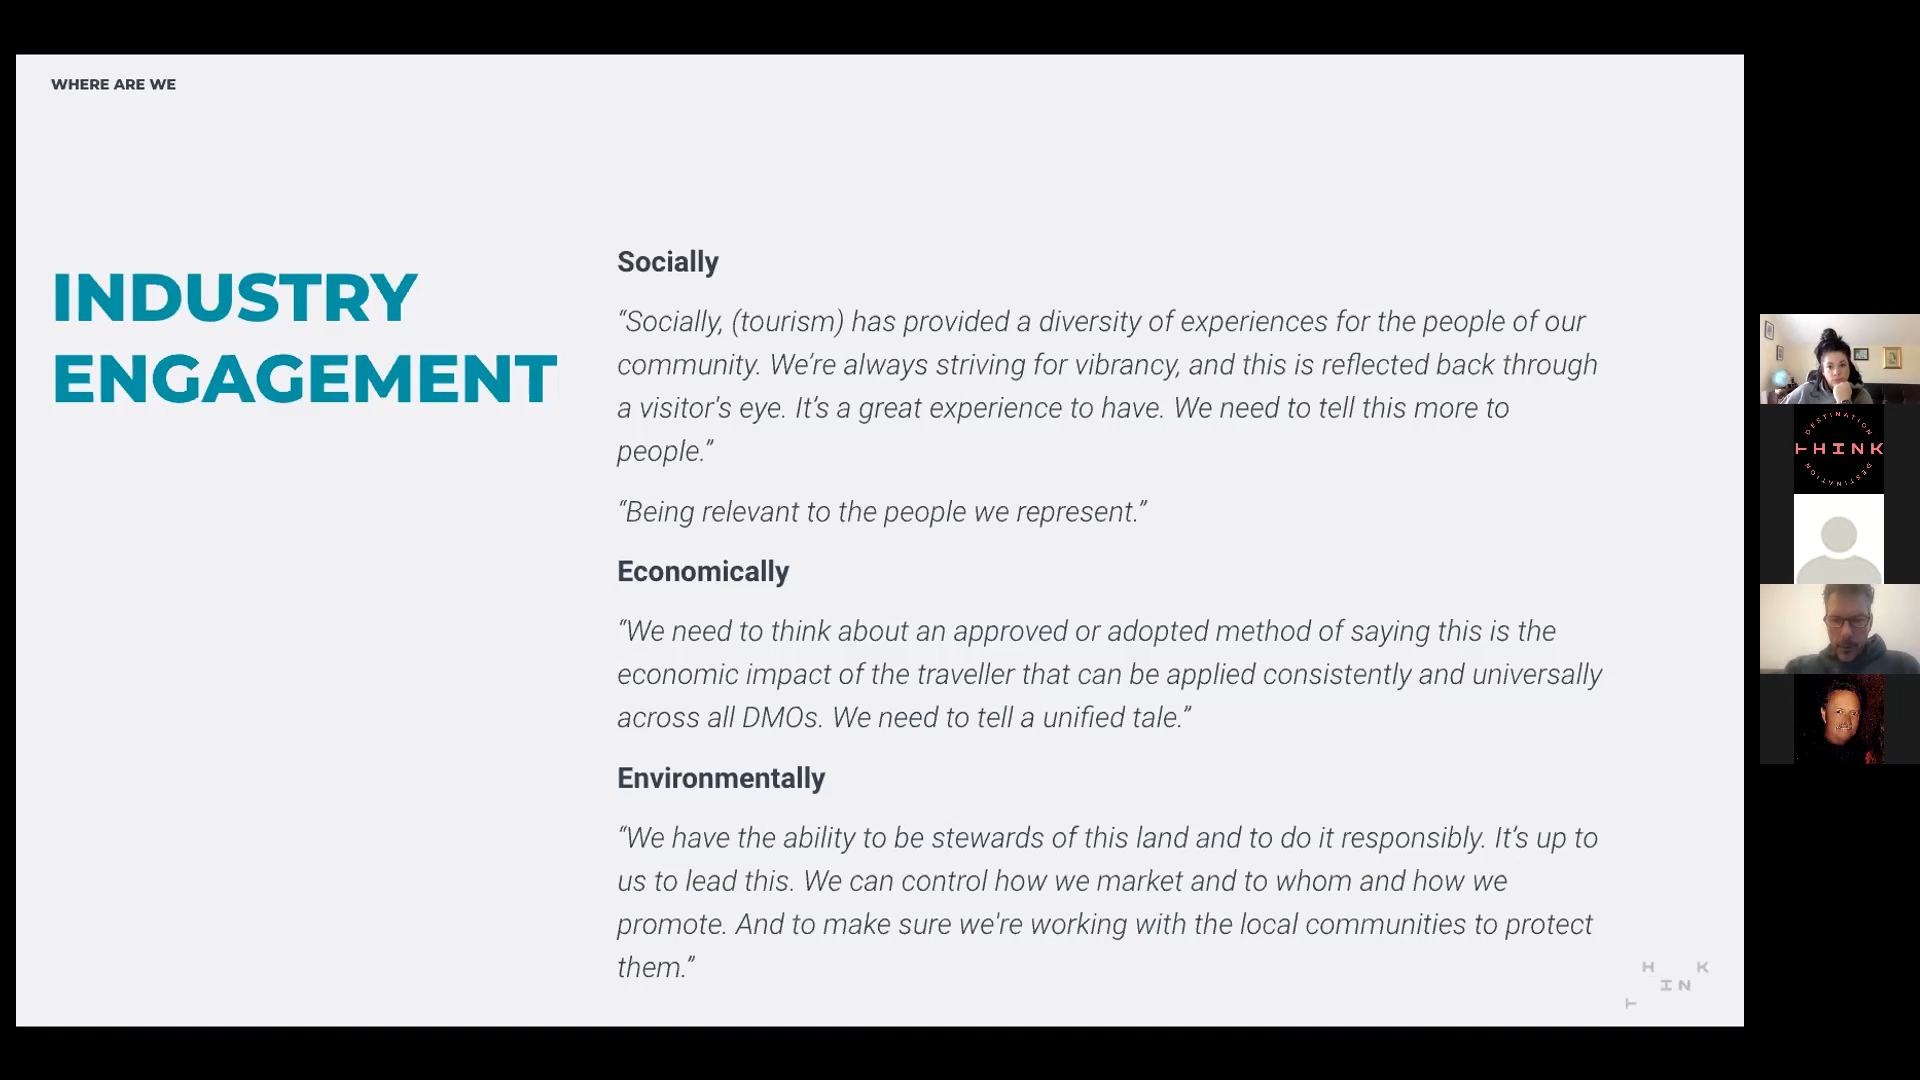 WHERE ARE WE
INDUSTRY
ENGAGEMENT
Socially
“Socially, (tourism) has provided a diversity of experiences for the people of our
community. We’re always striving for vibrancy, and this is reflected back through
a visitor's eye. It’s a great experience to have. We need to tell this more to
people.”
“Being relevant to the people we represent.”
Economically
“We need to think about an approved or adopted method of saying this is the
economic impact of the traveller that can be applied consistently and universally
across all DMOs. We need to tell a unified tale.”
Environmentally
“We have the ability to be stewards of this land and to do it responsibly. It’s up to
us to lead this. We can control how we market and to whom and how we
promote. And to make sure we're working with the local communities to protect
them.”
THINK
DESTINATION
THINK
DESTINATION